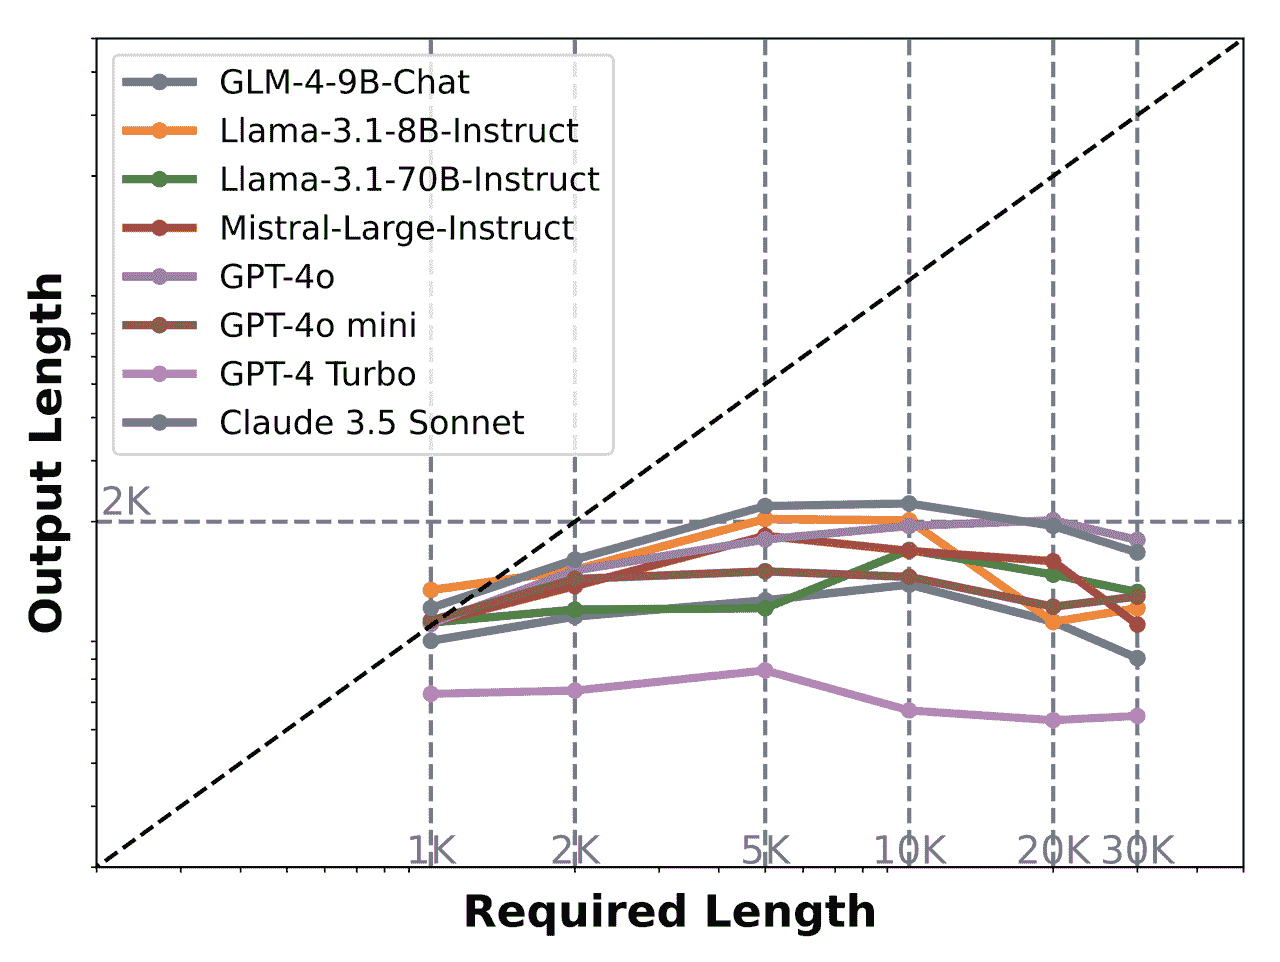 GLM-4-9B-Chat
Llama-3.1-8B-Instruct
Llama-3.1-70B-Instruct
Mistral-Large-Instruct
GPT-4o
GPT-4o mini
GPT-4 Turbo
Claude 3.5 Sonnet
Output Length
2K
1K 2K 5K 10K 20K 30K
Required Length